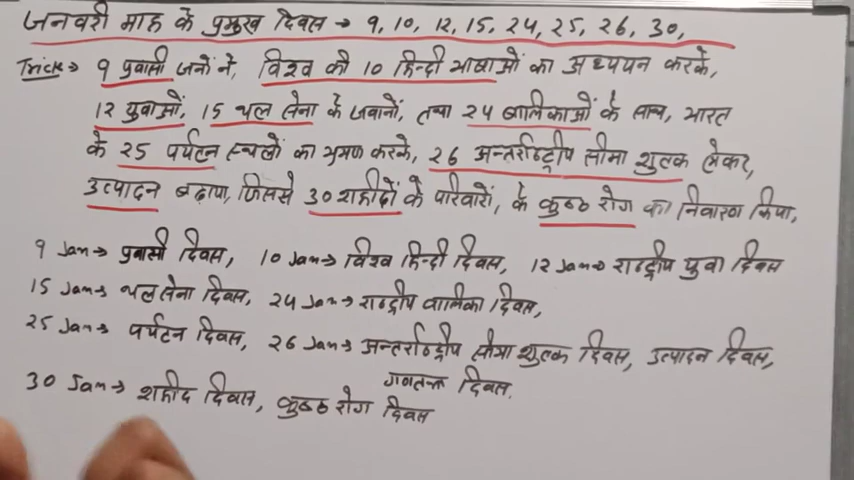 जनवरी माह के प्रमुख दिवस → 9, 10, 12, 15, 24, 25, 26, 30,
Trick→ 9 प्रवासी जनों ने, विश्व की 10 हिन्दी भाषाओं का अध्ययन करके,
12 युवाओं, 15 थल सेना के जवानों, तथा 24 बालिकाओं के साथ, भारत
के 25 पर्यटन स्थलों का भ्रमण करके, 26 अन्तर्राष्ट्रीय सीमा शुल्क लेकर,
उत्पादन बढ़ाया, जिससे 30 शहीदों के परिवारों, के कुष्ठ रोग का निवारण किया,
9 Jan→ प्रवासी दिवस, 10 Jan→ विश्व हिन्दी दिवस, 12 Jan→ राष्ट्रीय युवा दिवस
15 Jan→ थल सेना दिवस, 24 Jan→ राष्ट्रीय बालिका दिवस,
25 Jan→ पर्यटन दिवस, 26 Jan→ अन्तर्राष्ट्रीय सीमा शुल्क दिवस, उत्पादन दिवस,
गणतन्त्र दिवस.
30 Jan→ शहीद दिवस, कुष्ठ रोग दिवस